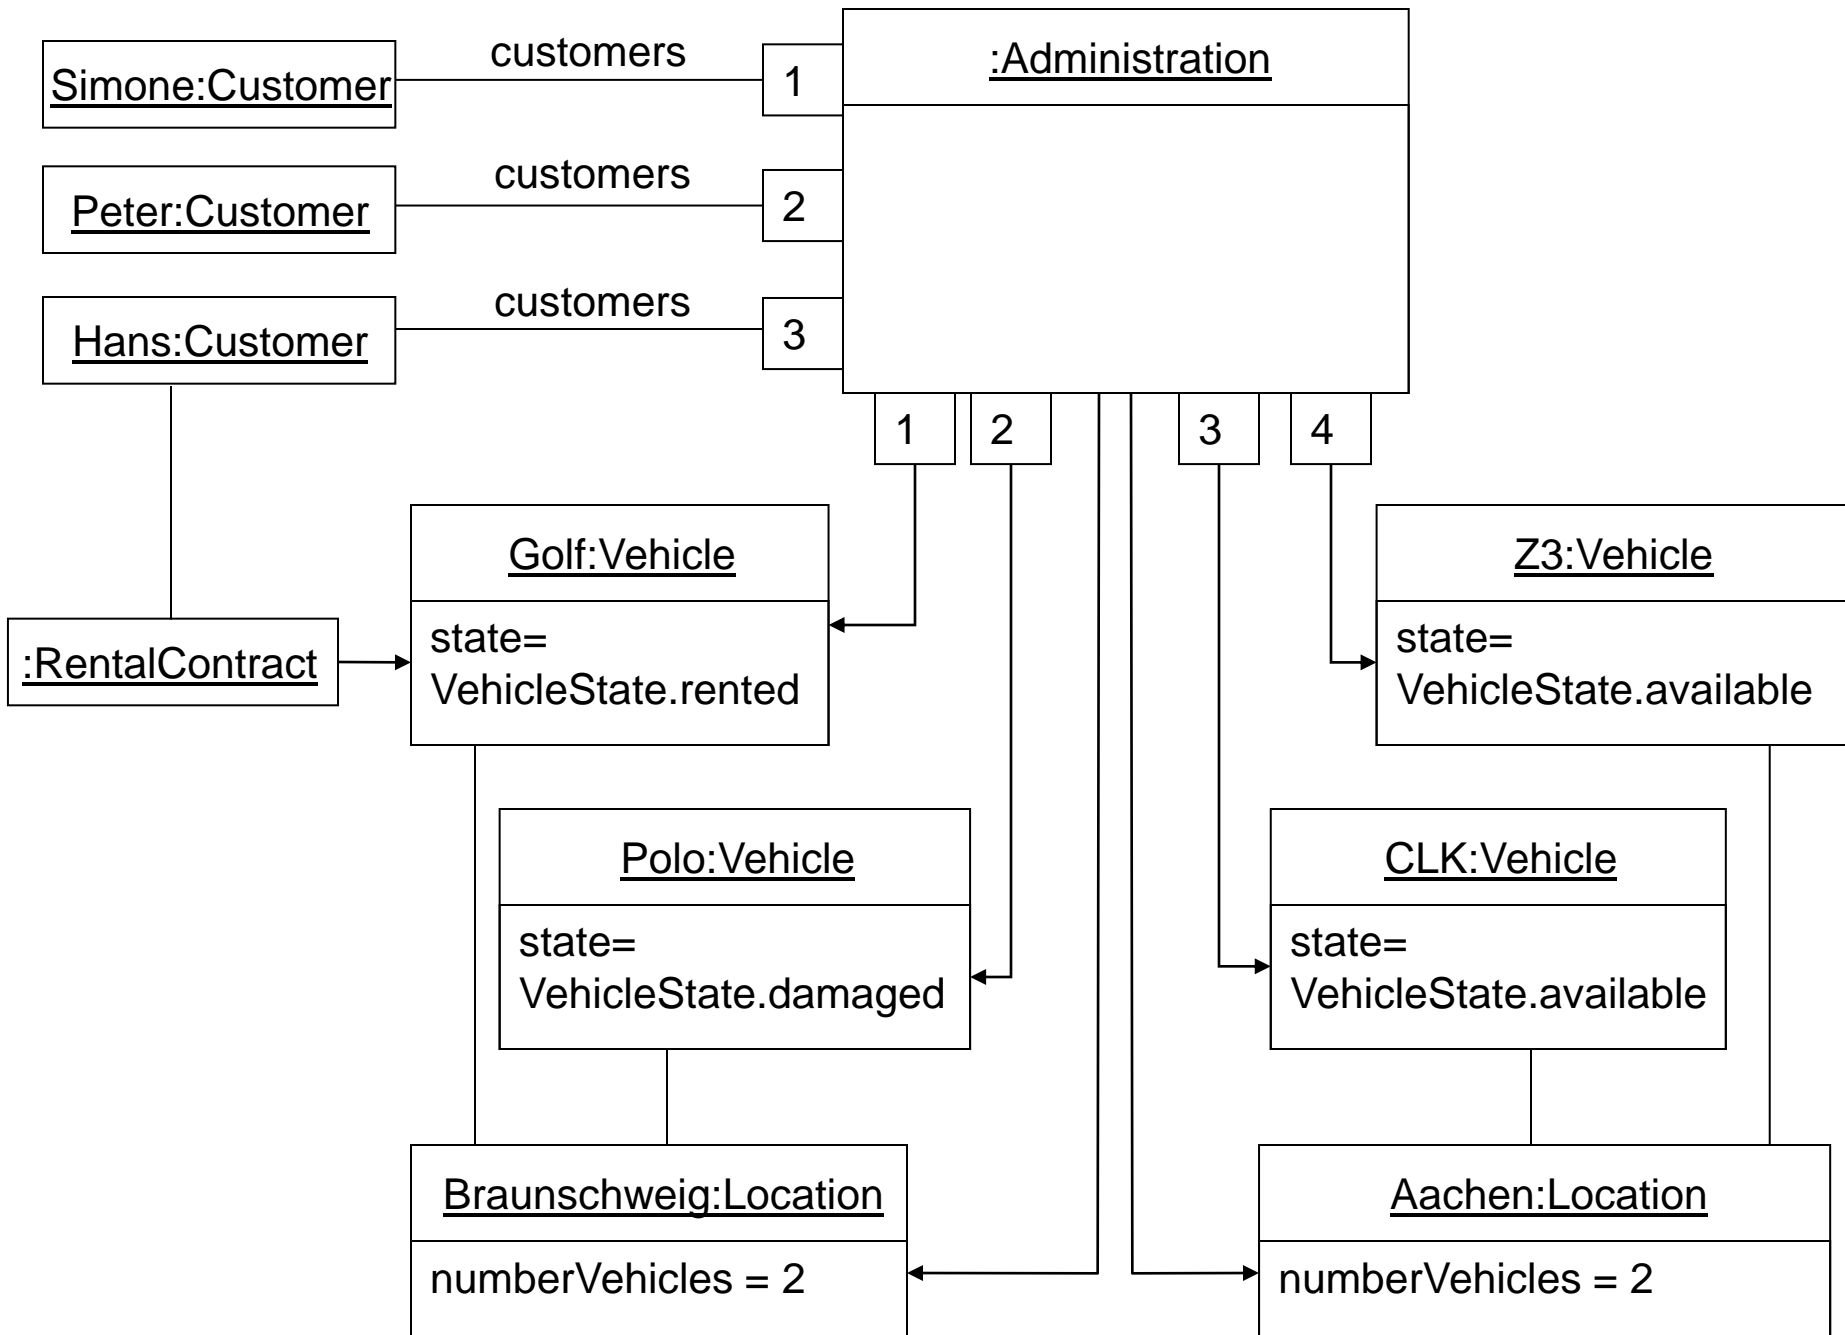 :Administration
customers
Simone:Customer
1
customers
Peter:Customer
2
customers
Hans:Customer
3
1
2
3
4
Golf:Vehicle
state=
VehicleState.rented
Z3:Vehicle
state=
VehicleState.available
:RentalContract
Polo:Vehicle
state=
VehicleState.damaged
CLK:Vehicle
state=
VehicleState.available
Braunschweig:Location
numberVehicles = 2
Aachen:Location
numberVehicles = 2